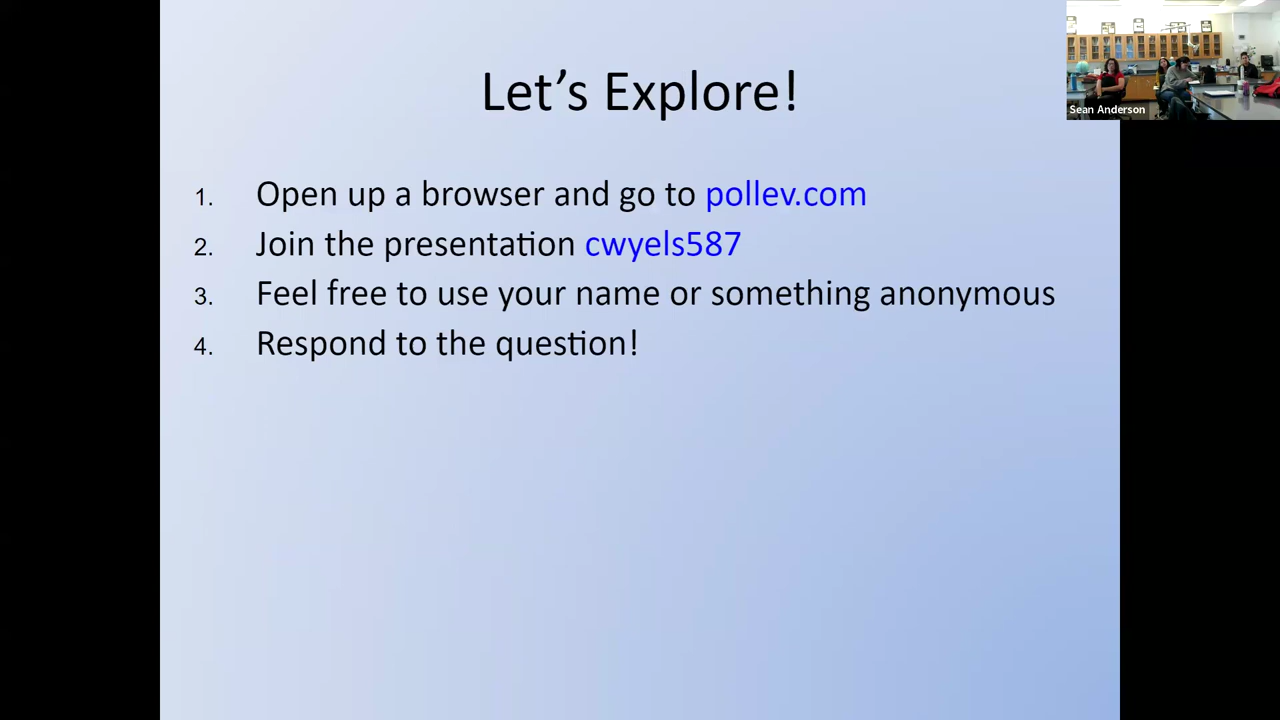 Let's Explore!
1. Open up a browser and go to pollev.com
2. Join the presentation cwyels587
3. Feel free to use your name or something anonymous
4. Respond to the question!
Sean Anderson